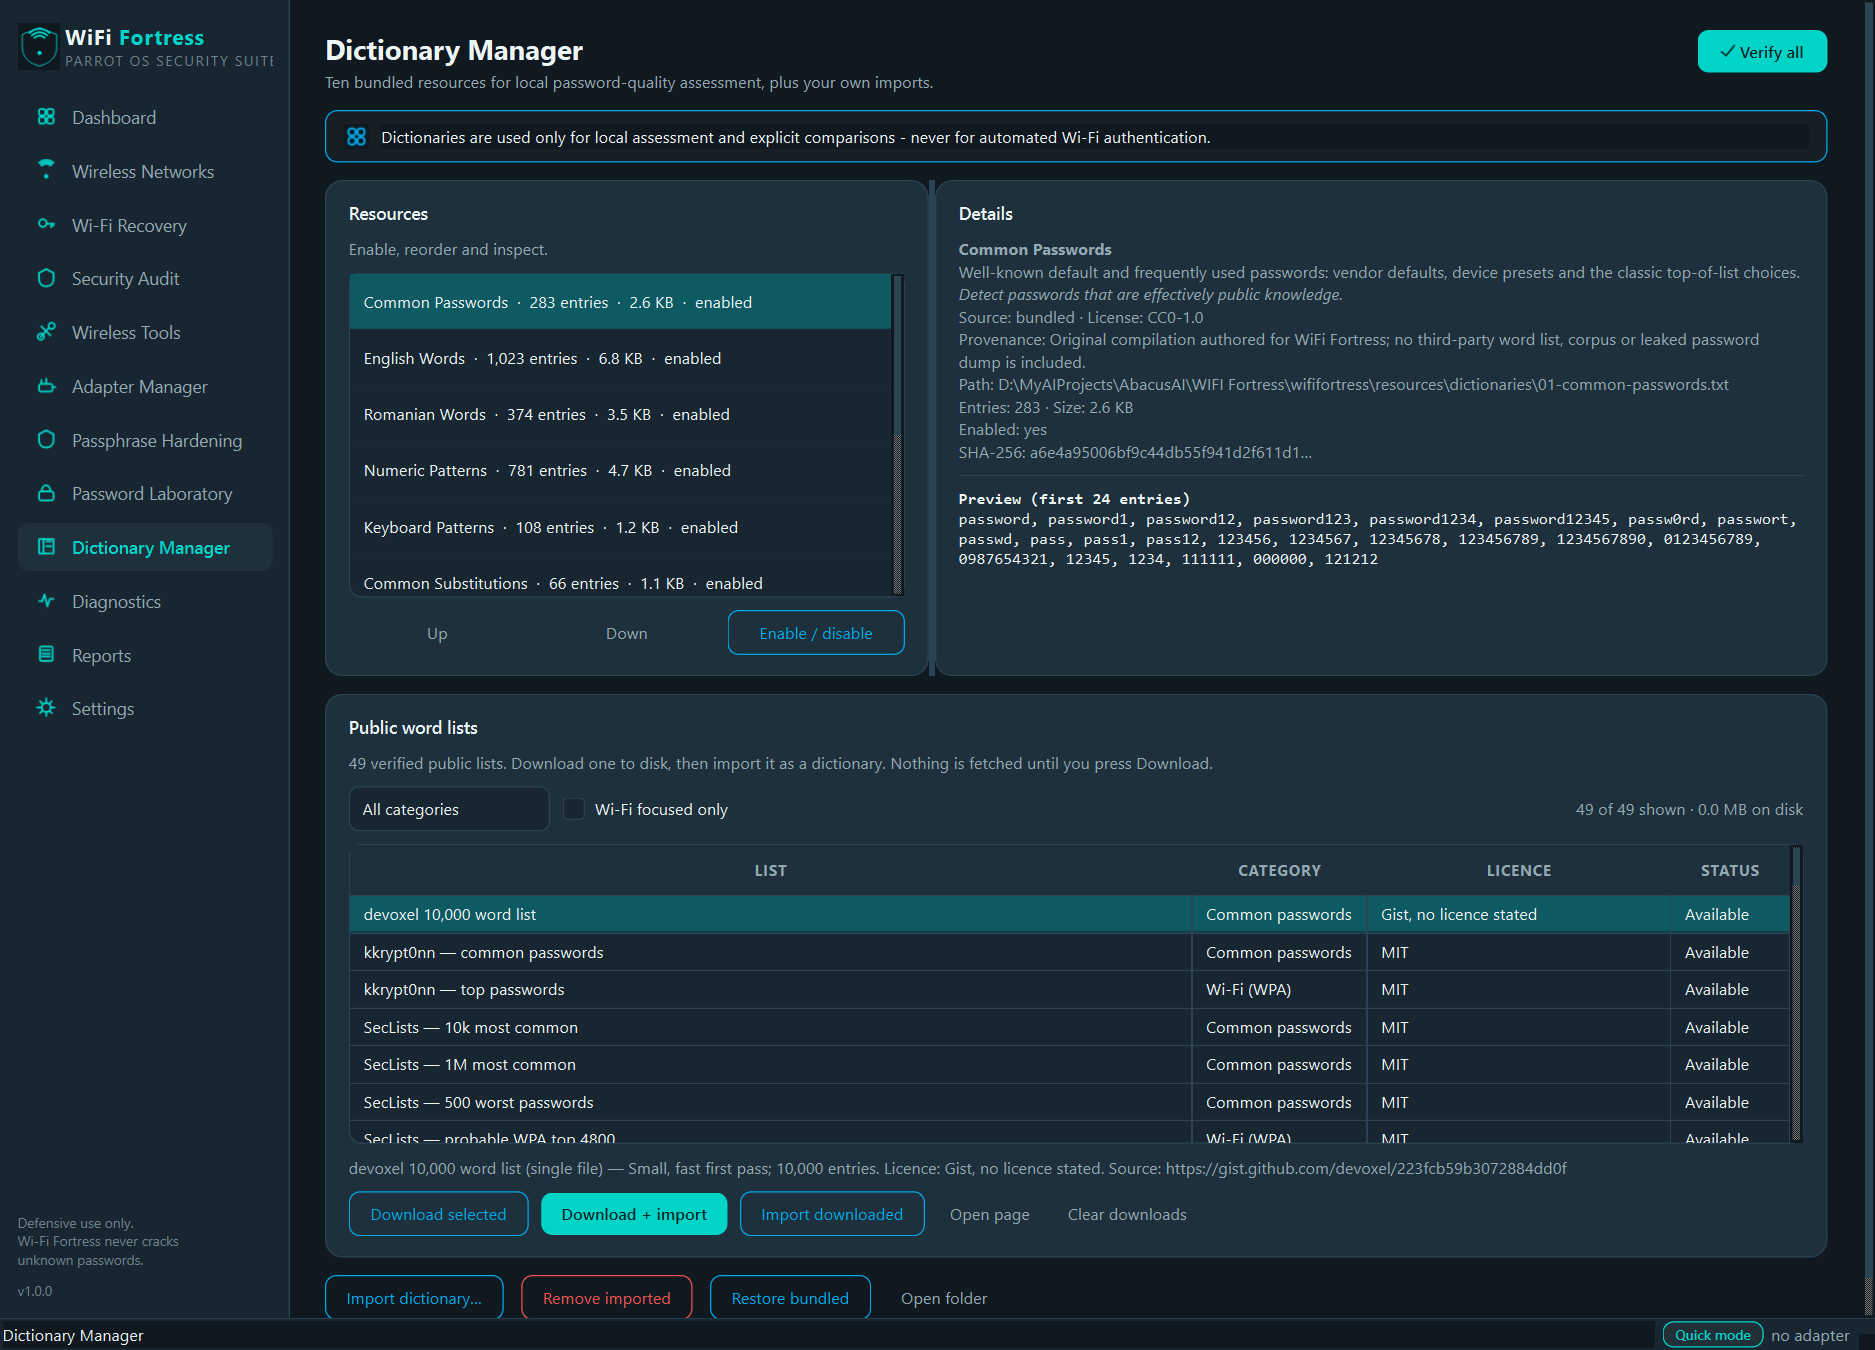 WiFi Fortress
PARROT OS SECURITY SUITE
Dashboard
Wireless Networks
Wi-Fi Recovery
Security Audit
Wireless Tools
Adapter Manager
Passphrase Hardening
Password Laboratory
Dictionary Manager
Diagnostics
Reports
Settings
Defensive use only.
Wi-Fi Fortress never cracks
unknown passwords.
v1.0.0
Dictionary Manager
Ten bundled resources for local password-quality assessment, plus your own imports.
✓ Verify all
Dictionaries are used only for local assessment and explicit comparisons - never for automated Wi-Fi authentication.
Resources
Enable, reorder and inspect.
Common Passwords · 283 entries · 2.6 KB · enabled
English Words · 1,023 entries · 6.8 KB · enabled
Romanian Words · 374 entries · 3.5 KB · enabled
Numeric Patterns · 781 entries · 4.7 KB · enabled
Keyboard Patterns · 108 entries · 1.2 KB · enabled
Common Substitutions · 66 entries · 1.1 KB · enabled
Up Down Enable / disable
Details
Common Passwords
Well-known default and frequently used passwords: vendor defaults, device presets and the classic top-of-list choices.
Detect passwords that are effectively public knowledge.
Source: bundled · License: CC0-1.0
Provenance: Original compilation authored for WiFi Fortress; no third-party word list, corpus or leaked password
dump is included.
Path: D:\MyAIProjects\AbacusAI\WIFI Fortress\wififortress\resources\dictionaries\01-common-passwords.txt
Entries: 283 · Size: 2.6 KB
Enabled: yes
SHA-256: a6e4a95006bf9c44db55f941d2f611d1...
Preview (first 24 entries)
password, password1, password12, password123, password1234, password12345, passw0rd, passwort,
passwd, pass, pass1, pass12, 123456, 1234567, 12345678, 123456789, 1234567890, 0123456789,
0987654321, 12345, 1234, 111111, 000000, 121212
Public word lists
49 verified public lists. Download one to disk, then import it as a dictionary. Nothing is fetched until you press Download.
All categories Wi-Fi focused only 49 of 49 shown · 0.0 MB on disk
LIST CATEGORY LICENCE STATUS
devoxel 10,000 word list Common passwords Gist, no licence stated Available
kkrypt0nn — common passwords Common passwords MIT Available
kkrypt0nn — top passwords Wi-Fi (WPA) MIT Available
SecLists — 10k most common Common passwords MIT Available
SecLists — 1M most common Common passwords MIT Available
SecLists — 500 worst passwords Common passwords MIT Available
SecLists — probable WPA top 4800 Wi-Fi (WPA) MIT Available
devoxel 10,000 word list (single file) — Small, fast first pass; 10,000 entries. Licence: Gist, no licence stated. Source: https://gist.github.com/devoxel/223fcb59b3072884dd0f
Download selected Download + import Import downloaded Open page Clear downloads
Import dictionary... Remove imported Restore bundled Open folder
Dictionary Manager Quick mode no adapter